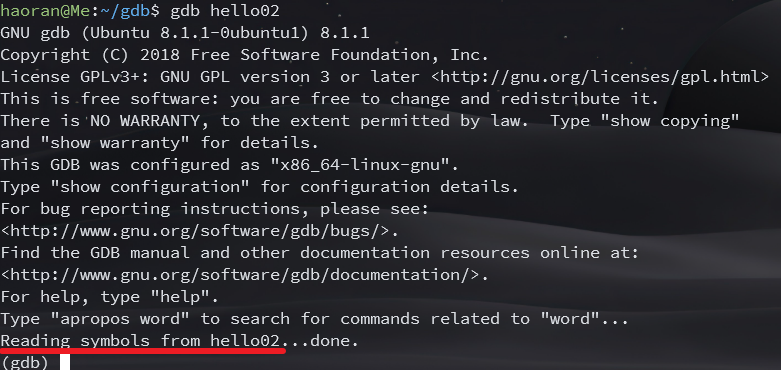 haoran@Me:~/gdb$ gdb hello02
GNU gdb (Ubuntu 8.1.1-0ubuntu1) 8.1.1
Copyright (C) 2018 Free Software Foundation, Inc.
License GPLv3+: GNU GPL version 3 or later <http://gnu.org/licenses/gpl.html>
This is free software: you are free to change and redistribute it.
There is NO WARRANTY, to the extent permitted by law.  Type "show copying"
and "show warranty" for details.
This GDB was configured as "x86_64-linux-gnu".
Type "show configuration" for configuration details.
For bug reporting instructions, please see:
<http://www.gnu.org/software/gdb/bugs/>.
Find the GDB manual and other documentation resources online at:
<http://www.gnu.org/software/gdb/documentation/>.
For help, type "help".
Type "apropos word" to search for commands related to "word"...
Reading symbols from hello02...done.
(gdb)